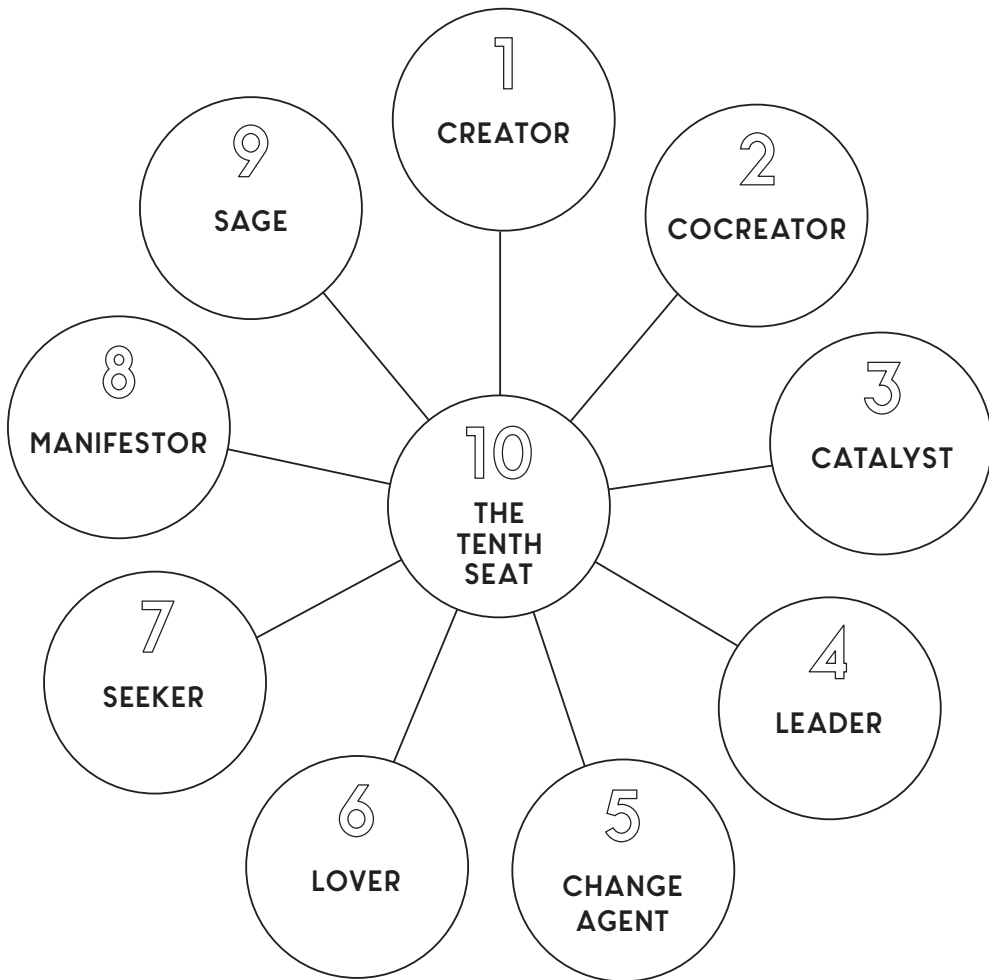 1
CREATOR
2
COCREATOR
3
CATALYST
4
LEADER
5
CHANGE
AGENT
6
LOVER
7
SEEKER
8
MANIFESTOR
9
SAGE
10
THE
TENTH
SEAT